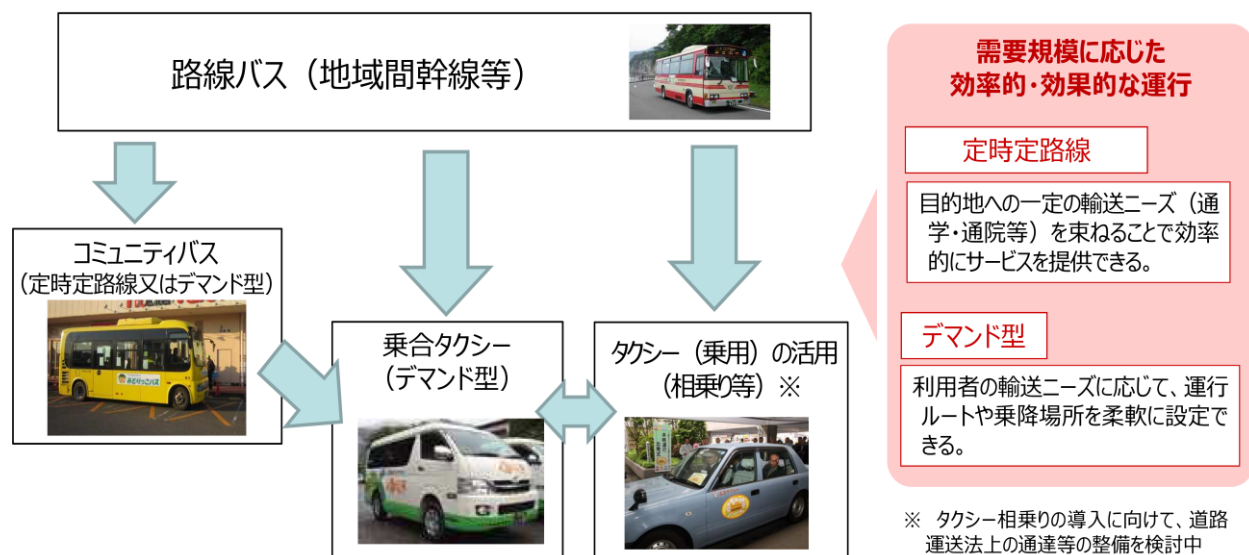 路線バス（地域間幹線等）
コミュニティバス
（定時定路線又はデマンド型）
乗合タクシー
（デマンド型）
タクシー（乗用）の活用
（相乗り等）※
需要規模に応じた
効率的・効果的な運行
定時定路線
目的地への一定の輸送ニーズ（通
学・通院等）を束ねることで効率
的にサービスを提供できる。
デマンド型
利用者の輸送ニーズに応じて、運行
ルートや乗降場所を柔軟に設定で
きる。
※　タクシー相乗りの導入に向けて、道路
運送法上の通達等の整備を検討中